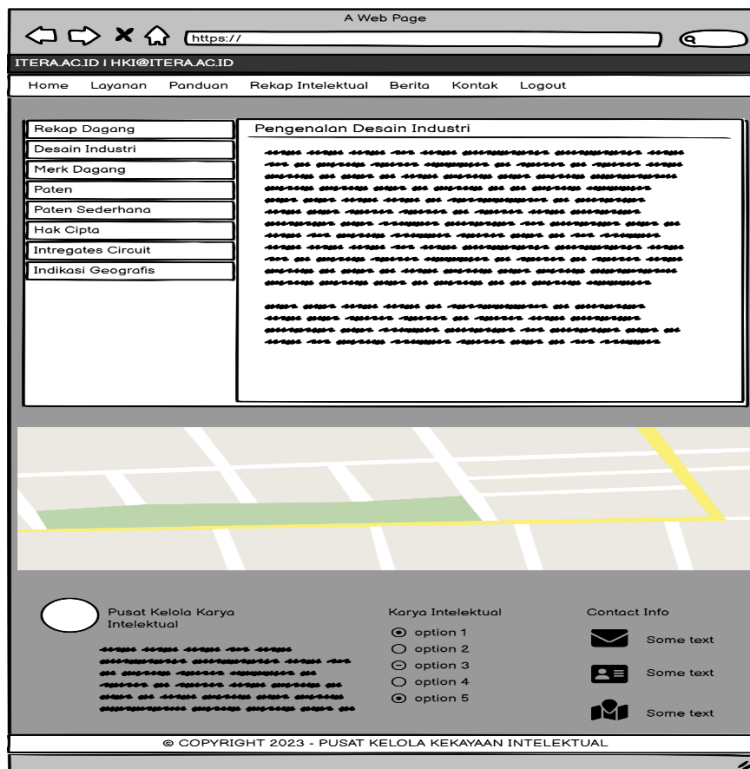 A Web Page
https://
ITERA.AC.ID I HKI@ITERA.AC.ID
Home Layanan Panduan Rekap Intelektual Berita Kontak Logout
Rekap Dagang
Desain Industri
Merk Dagang
Paten
Paten Sederhana
Hak Cipta
Intregates Circuit
Indikasi Geografis
Pengenalan Desain Industri
Pusat Kelola Karya
Intelektual
Karya Intelektual
option 1
option 2
option 3
option 4
option 5
Contact Info
Some text
Some text
Some text
© COPYRIGHT 2023 - PUSAT KELOLA KEKAYAAN INTELEKTUAL